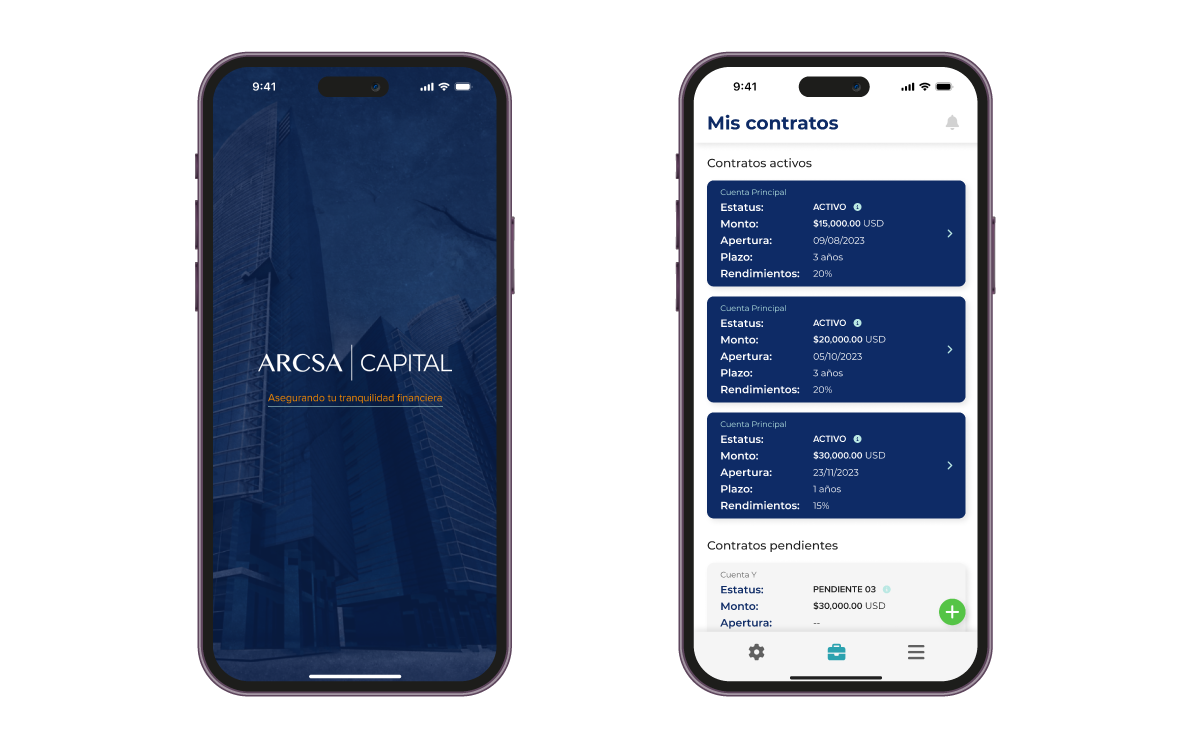 9:41
ARCSA | CAPITAL
Asegurando tu tranquilidad financiera
9:41
Mis contratos
Contratos activos
Cuenta Principal
Estatus: ACTIVO
Monto: $15,000.00 USD
Apertura: 09/08/2023
Plazo: 3 años
Rendimientos: 20%
Cuenta Principal
Estatus: ACTIVO
Monto: $20,000.00 USD
Apertura: 05/10/2023
Plazo: 3 años
Rendimientos: 20%
Cuenta Principal
Estatus: ACTIVO
Monto: $30,000.00 USD
Apertura: 23/11/2023
Plazo: 1 años
Rendimientos: 15%
Contratos pendientes
Cuenta Y
Estatus: PENDIENTE 03
Monto: $30,000.00 USD
Apertura: --